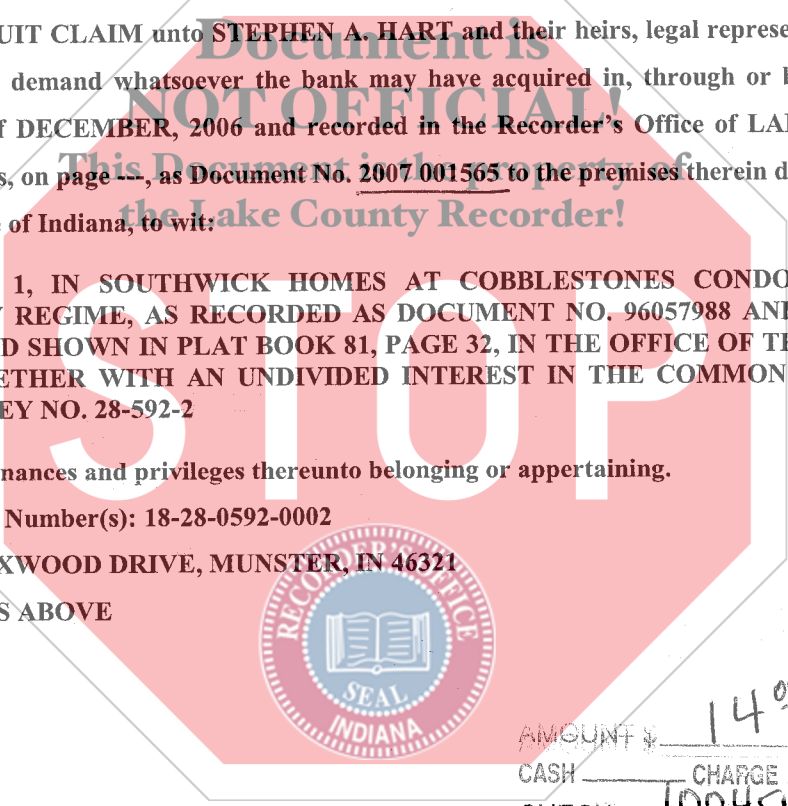 UIT CLAIM unto STEPHEN A. HART and their heirs, legal represe
Document is
demand whatsoever the bank may have acquired in, through or
NOT OFFICIAL!
f DECEMBER, 2006 and recorded in the Recorder's Office of LA
This Document is the property of
s, on page ---, as Document No. 2007 001565 to the premises therein d
the Lake County Recorder!
e of Indiana, to wit:
1, IN SOUTHWICK HOMES AT COBBLESTONES CONDO
Y REGIME, AS RECORDED AS DOCUMENT NO. 96057988 AND
D SHOWN IN PLAT BOOK 81, PAGE 32, IN THE OFFICE OF TH
ETHER WITH AN UNDIVIDED INTEREST IN THE COMMON
EY NO. 28-592-2
STOP
nances and privileges thereunto belonging or appertaining.
Number(s): 18-28-0592-0002
XWOOD DRIVE, MUNSTER, IN 46321
S ABOVE
RECORDER'S OFFICE
SEAL
INDIANA
AMOUNT $ 14
CASH CHARGE